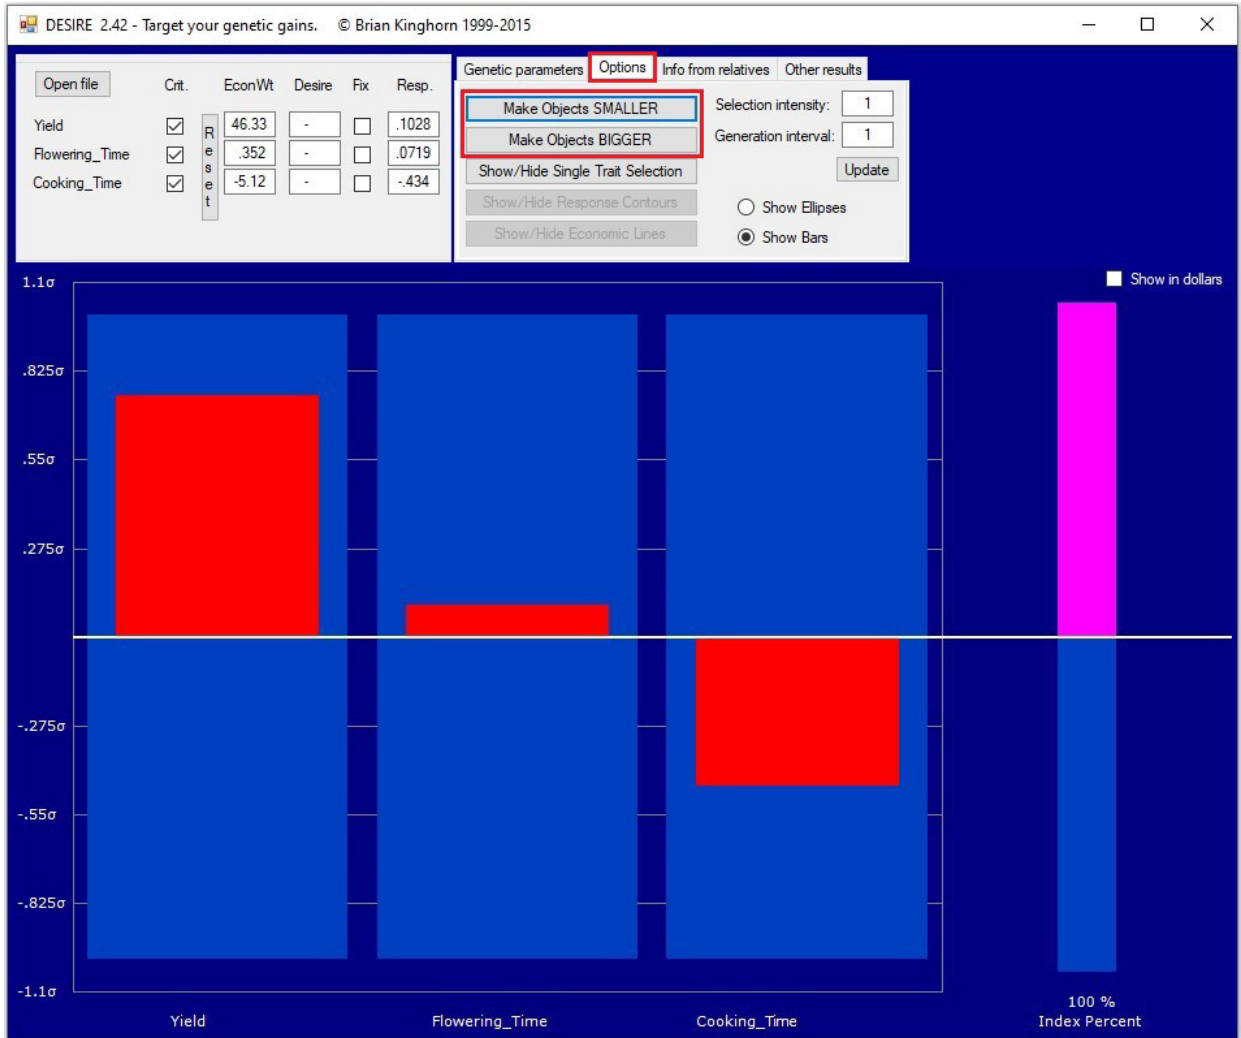 DESIRE 2.42 - Target your genetic gains. © Brian Kinghorn 1999-2015
Open file Crit. EconWt Desire Fix Resp.
Yield 46.33 - .1028
Flowering_Time .352 - .0719
Cooking_Time -5.12 - -.434
Reset
Genetic parameters Options Info from relatives Other results
Make Objects SMALLER
Make Objects BIGGER
Show/Hide Single Trait Selection
Show/Hide Response Contours
Show/Hide Economic Lines
Selection intensity: 1
Generation interval: 1
Update
Show Ellipses
Show Bars
Show in dollars
1.1σ
.825σ
.55σ
.275σ
-.275σ
-.55σ
-.825σ
-1.1σ
Yield Flowering_Time Cooking_Time
100 %
Index Percent